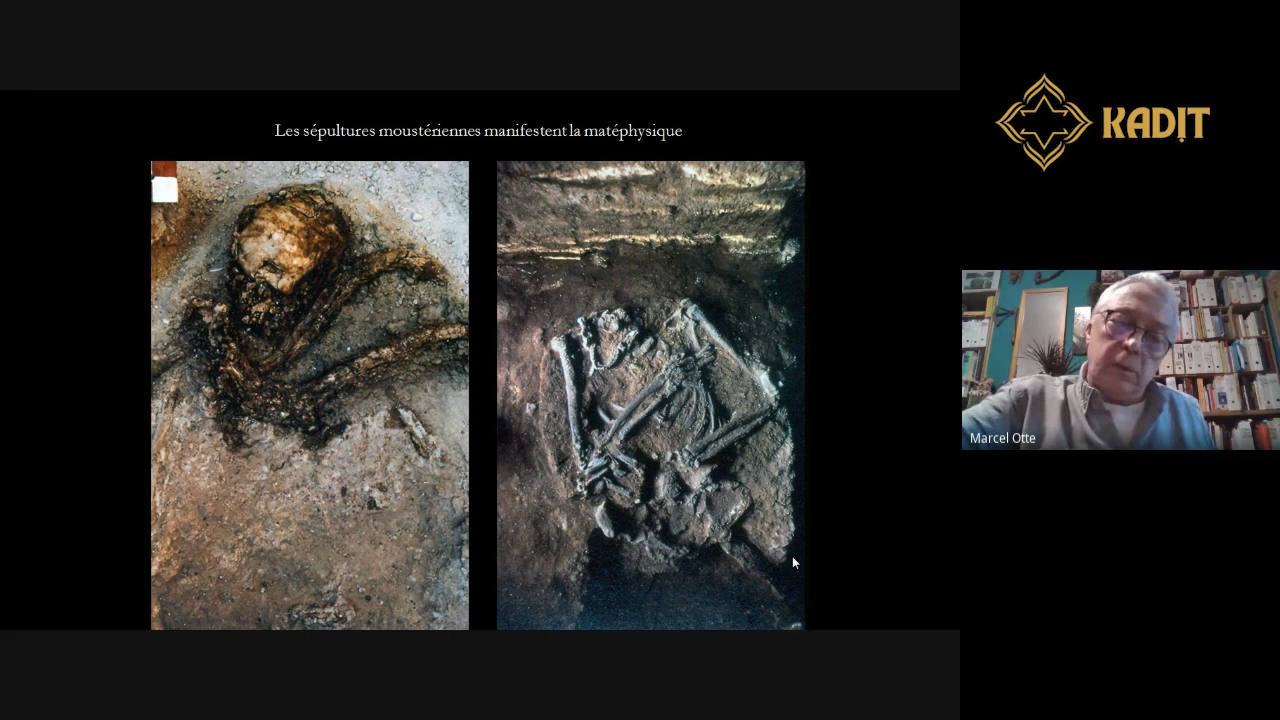 Les sépultures moustériennes manifestent la matéphysique
KADIT
Marcel Otte